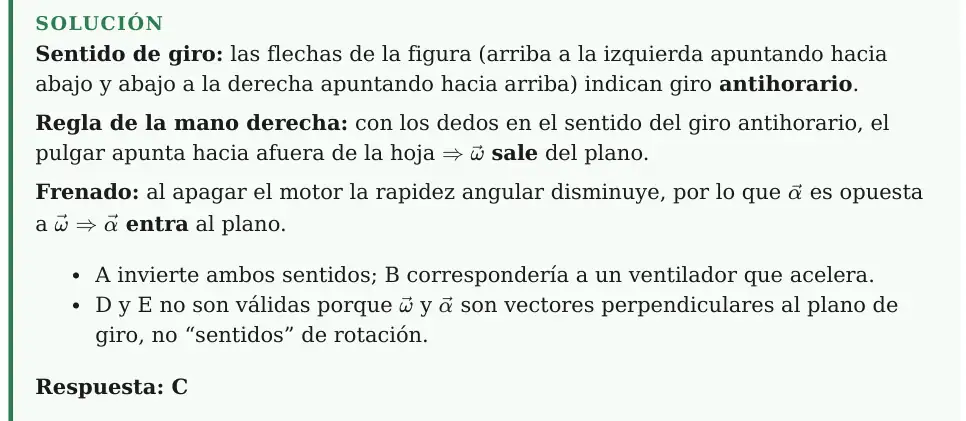 SOLUCIÓN
Sentido de giro: las flechas de la figura (arriba a la izquierda apuntando hacia
abajo y abajo a la derecha apuntando hacia arriba) indican giro antihorario.
Regla de la mano derecha: con los dedos en el sentido del giro antihorario, el
pulgar apunta hacia afuera de la hoja ⇒ ω⃗ sale del plano.
Frenado: al apagar el motor la rapidez angular disminuye, por lo que α⃗ es opuesta
a ω⃗ ⇒ α⃗ entra al plano.
• A invierte ambos sentidos; B correspondería a un ventilador que acelera.
• D y E no son válidas porque ω⃗ y α⃗ son vectores perpendiculares al plano de
giro, no “sentidos” de rotación.
Respuesta: C